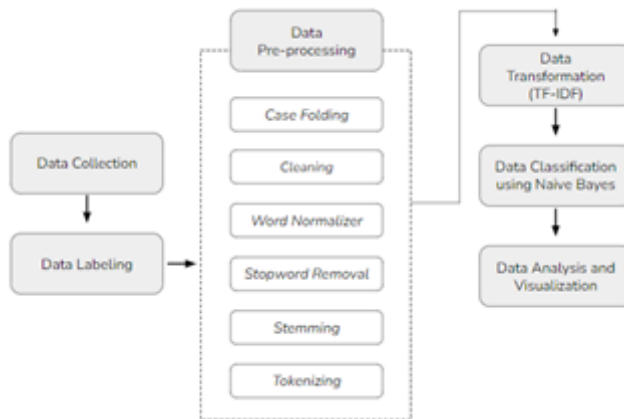 Data Collection
Data Labeling
Data
Pre-processing
Case Folding
Cleaning
Word Normalizer
Stopword Removal
Stemming
Tokenizing
Data
Transformation
(TF-IDF)
Data Classification
using Naive Bayes
Data Analysis and
Visualization